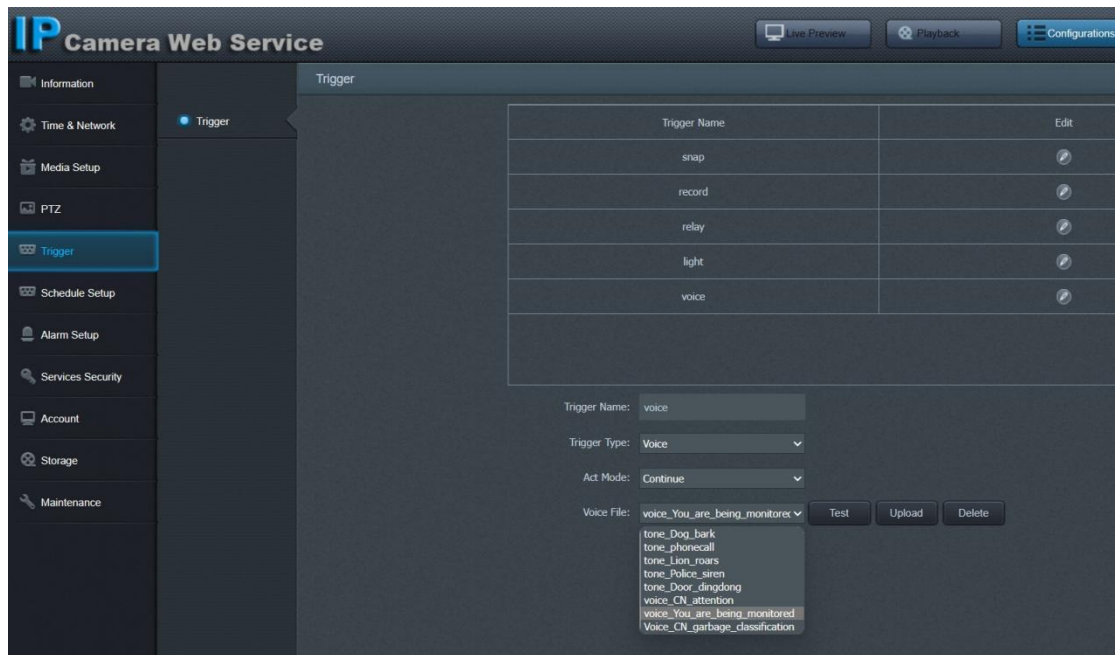 IP Camera Web Service
Live Preview
Playback
Configurations
Information
Time & Network
Media Setup
PTZ
Trigger
Schedule Setup
Alarm Setup
Services Security
Account
Storage
Maintenance
Trigger
Trigger
Trigger Name Edit
snap
record
relay
light
voice
Trigger Name: voice
Trigger Type: Voice
Act Mode: Continue
Voice File: voice_You_are_being_monitored Test Upload Delete
tone_Dog_bark
tone_phonecall
tone_Lion_roars
tone_Police_siren
tone_Door_dingdong
voice_CN_attention
voice_You_are_being_monitored
Voice_CN_garbage_classification